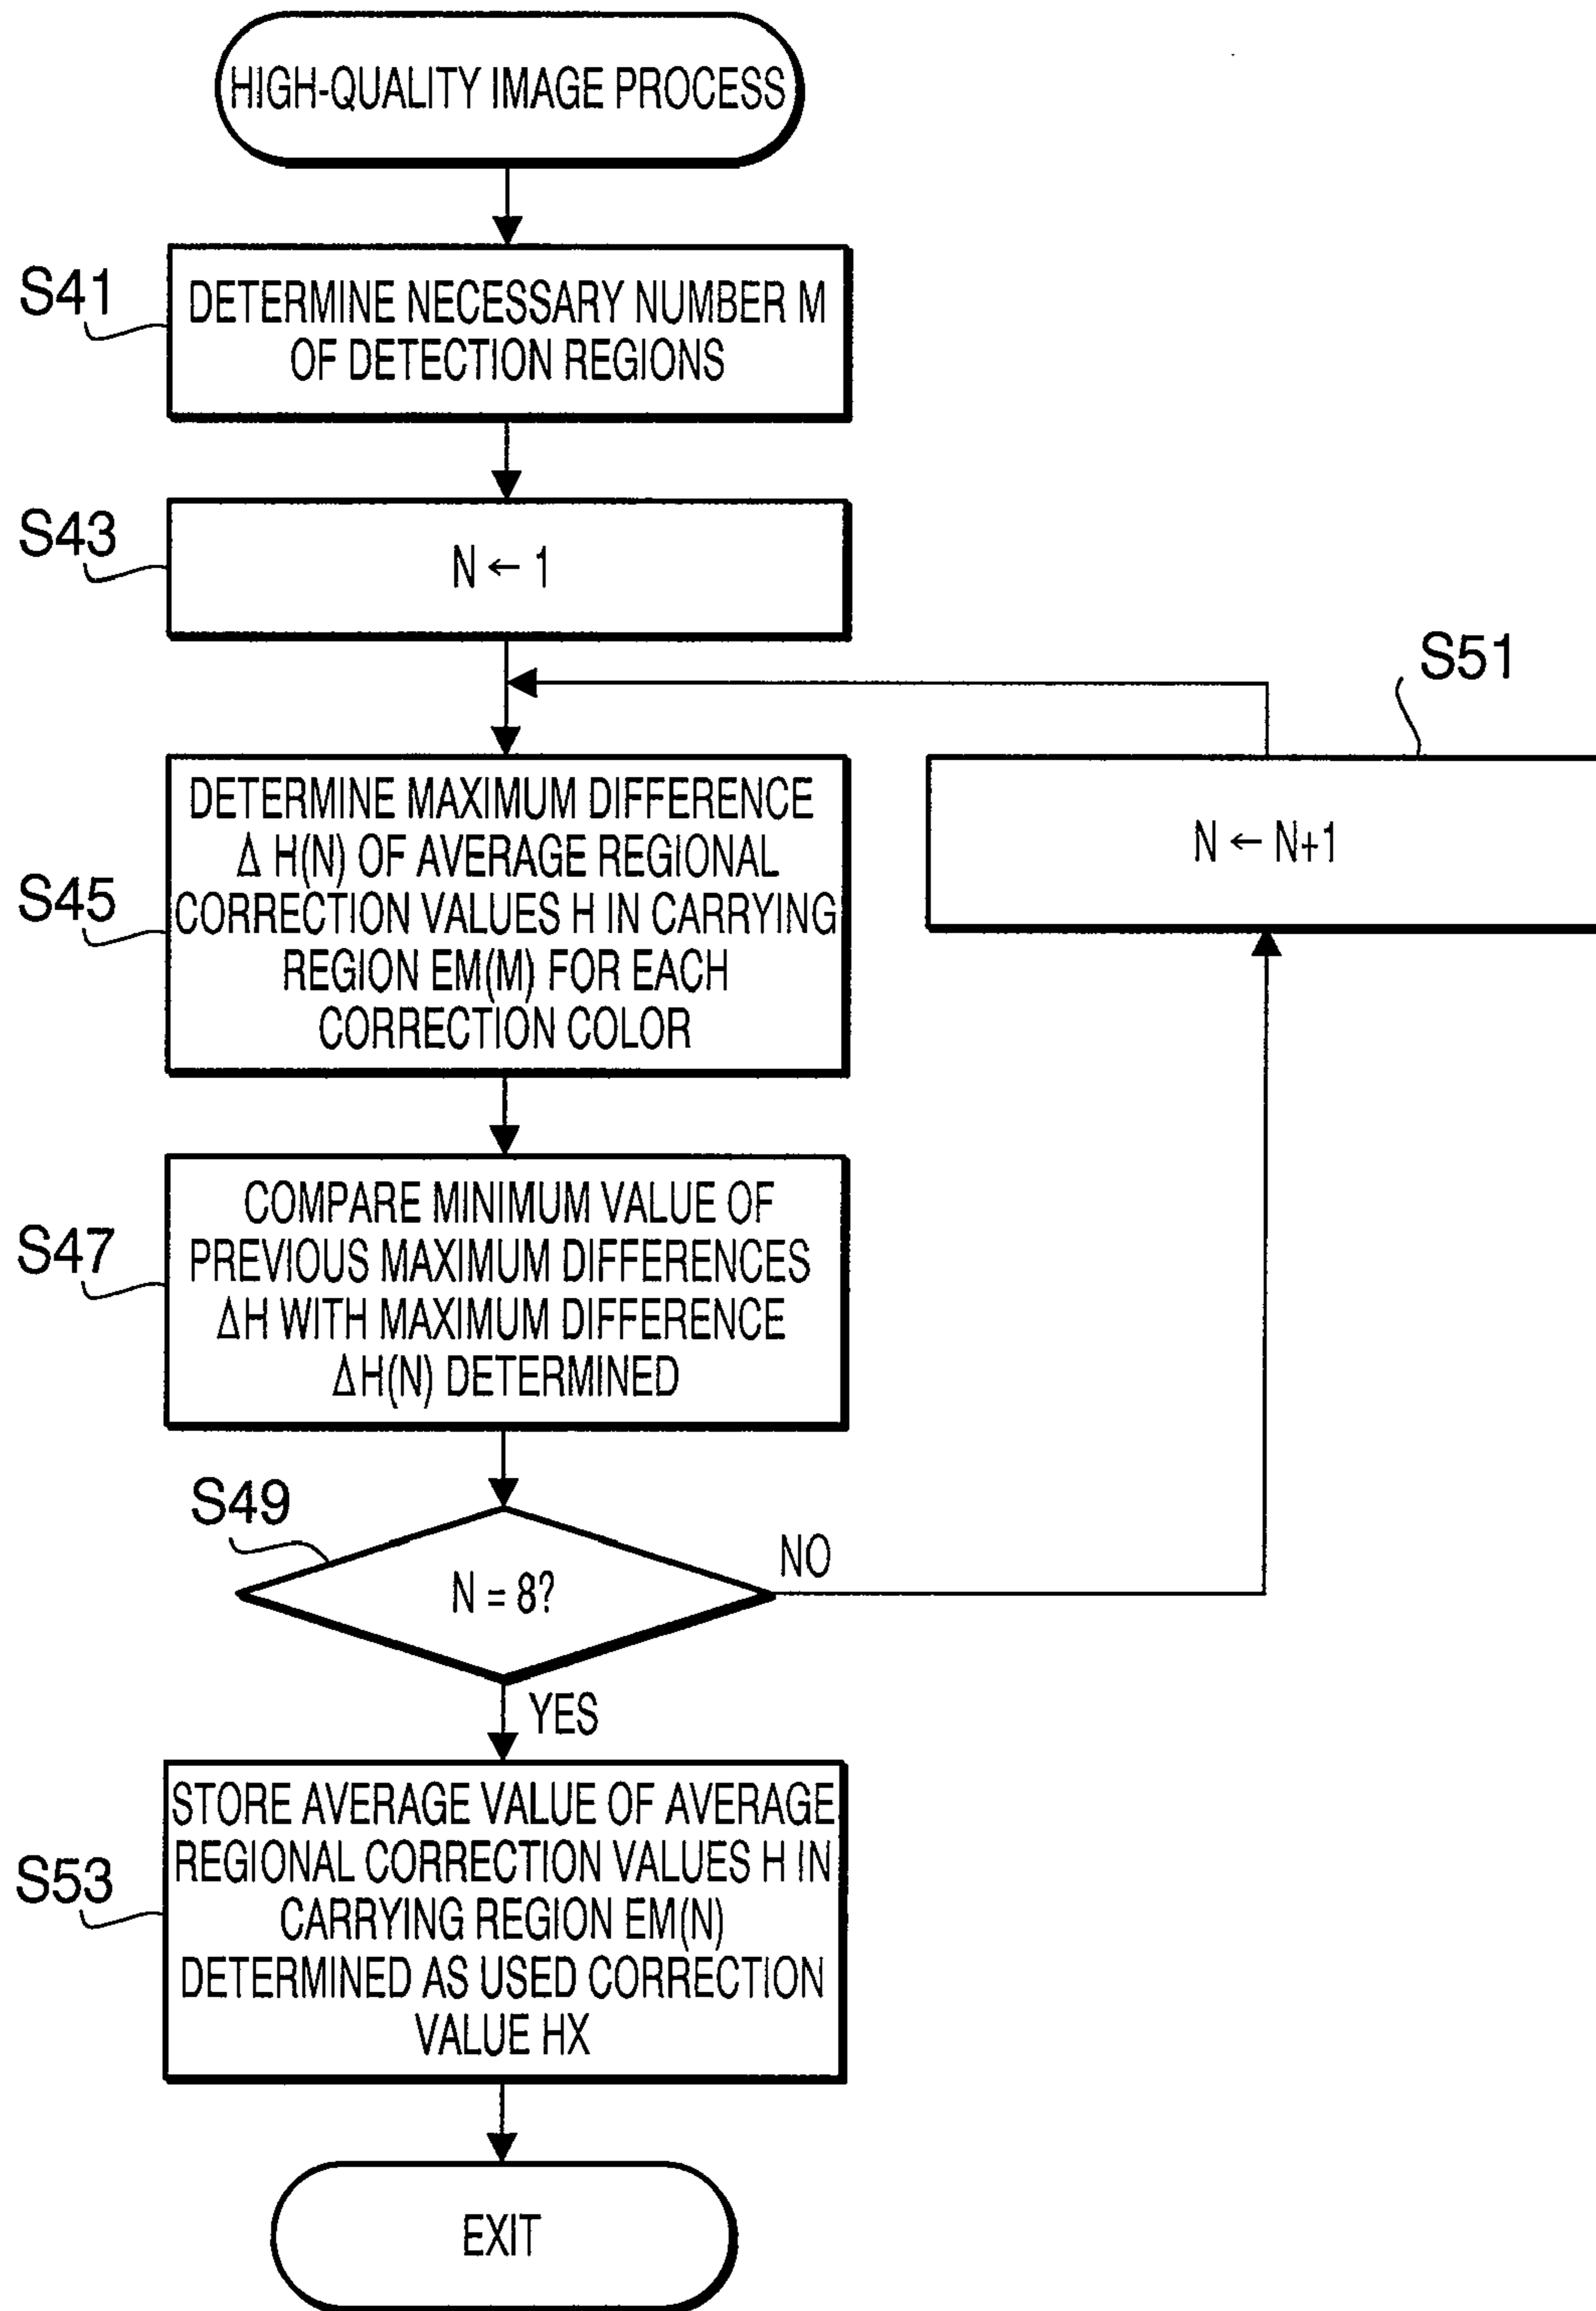 HIGH-QUALITY IMAGE PROCESS
S41
DETERMINE NECESSARY NUMBER M
OF DETECTION REGIONS
S43
N ← 1
S51
N ← N+1
S45
DETERMINE MAXIMUM DIFFERENCE
Δ H(N) OF AVERAGE REGIONAL
CORRECTION VALUES H IN CARRYING
REGION EM(M) FOR EACH
CORRECTION COLOR
S47
COMPARE MINIMUM VALUE OF
PREVIOUS MAXIMUM DIFFERENCES
ΔH WITH MAXIMUM DIFFERENCE
ΔH(N) DETERMINED
S49
N = 8?
NO
YES
S53
STORE AVERAGE VALUE OF AVERAGE
REGIONAL CORRECTION VALUES H IN
CARRYING REGION EM(N)
DETERMINED AS USED CORRECTION
VALUE HX
EXIT